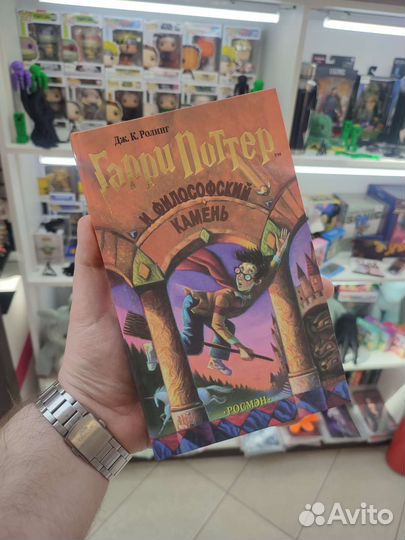 Дж. К. Ролинг
Гарри Поттер
и философский
камень
«РОСМЭН»
Avito